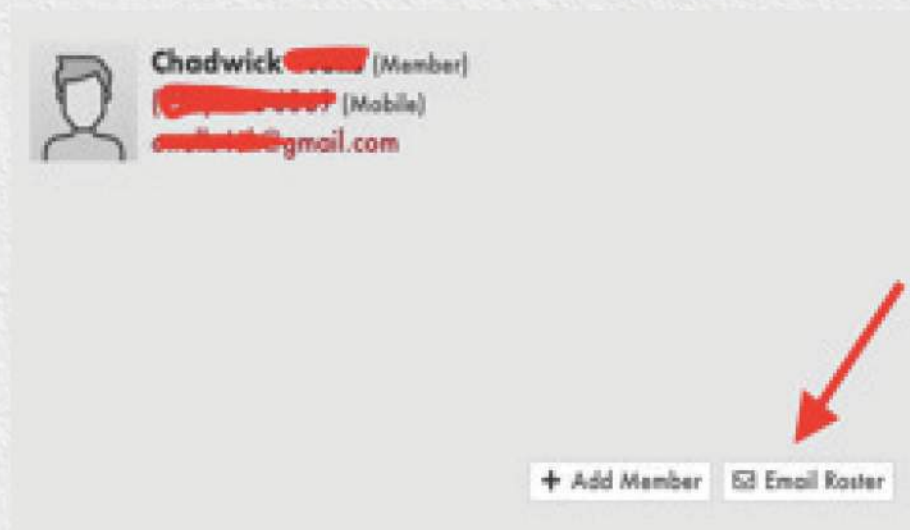 Chadwick (Member)
(Mobile)
gmail.com
+ Add Member
Email Roster